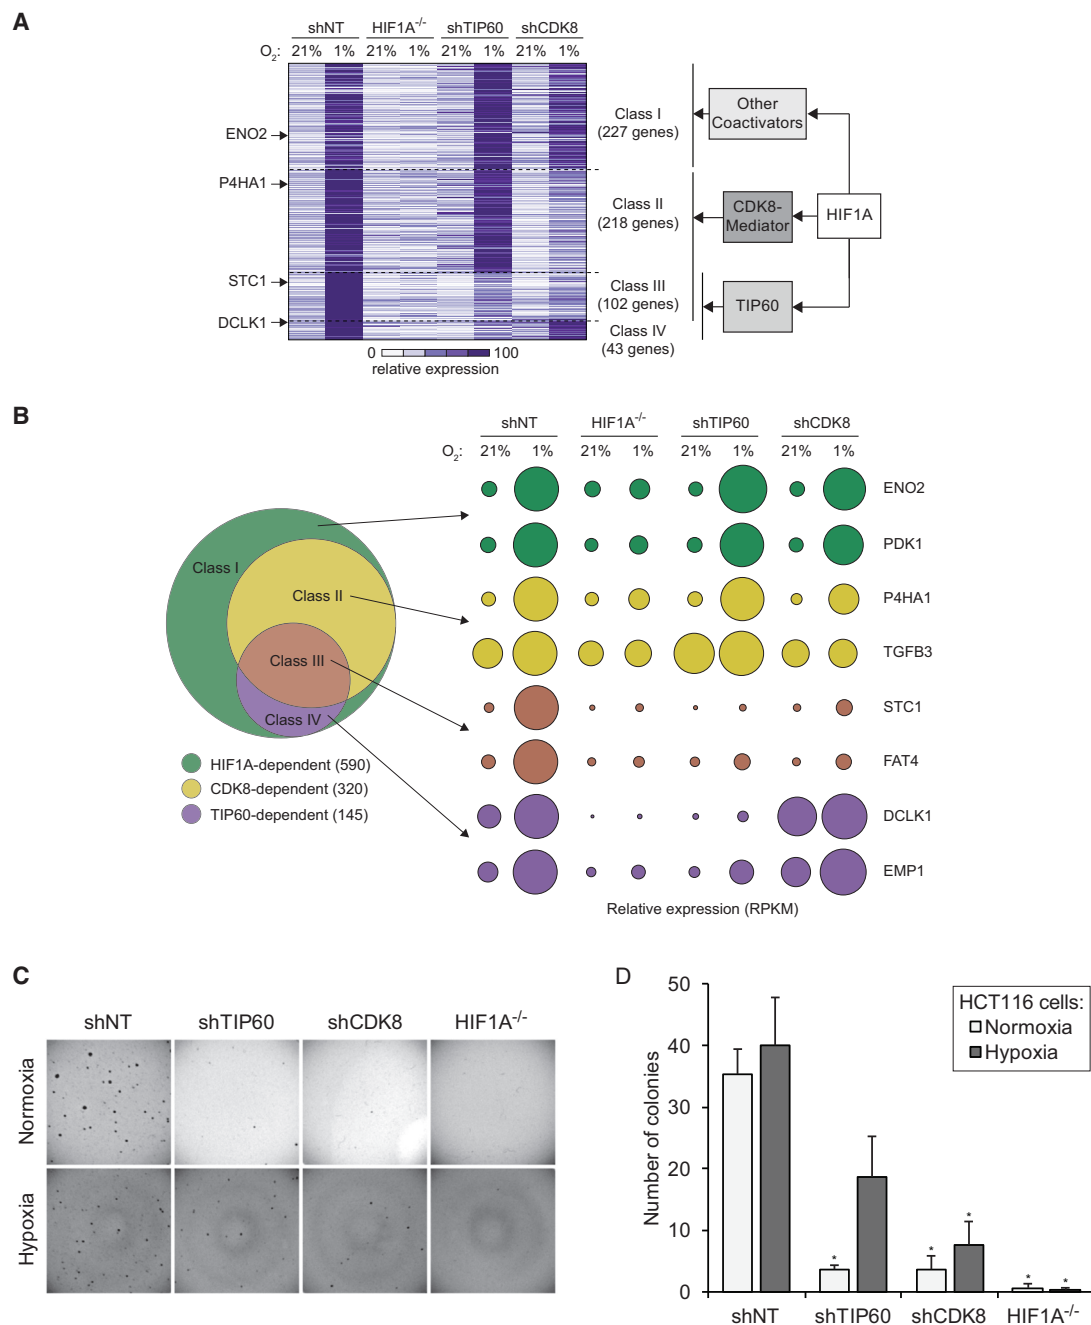 A
shNT HIF1A-/- shTIP60 shCDK8
O2: 21% 1% 21% 1% 21% 1% 21% 1%
ENO2
P4HA1
STC1
DCLK1
Class I
(227 genes)
Class II
(218 genes)
Class III
(102 genes)
Class IV
(43 genes)
Other
Coactivators
CDK8-
Mediator
TIP60
HIF1A
0 100
relative expression
B
shNT HIF1A-/- shTIP60 shCDK8
O2: 21% 1% 21% 1% 21% 1% 21% 1%
Class I
Class II
Class III
Class IV
HIF1A-dependent (590)
CDK8-dependent (320)
TIP60-dependent (145)
ENO2
PDK1
P4HA1
TGFB3
STC1
FAT4
DCLK1
EMP1
Relative expression (RPKM)
C
shNT shTIP60 shCDK8 HIF1A-/-
Normoxia
Hypoxia
D
Number of colonies
50
40
30
20
10
0
HCT116 cells:
Normoxia
Hypoxia
* * * * *
shNT shTIP60 shCDK8 HIF1A-/-